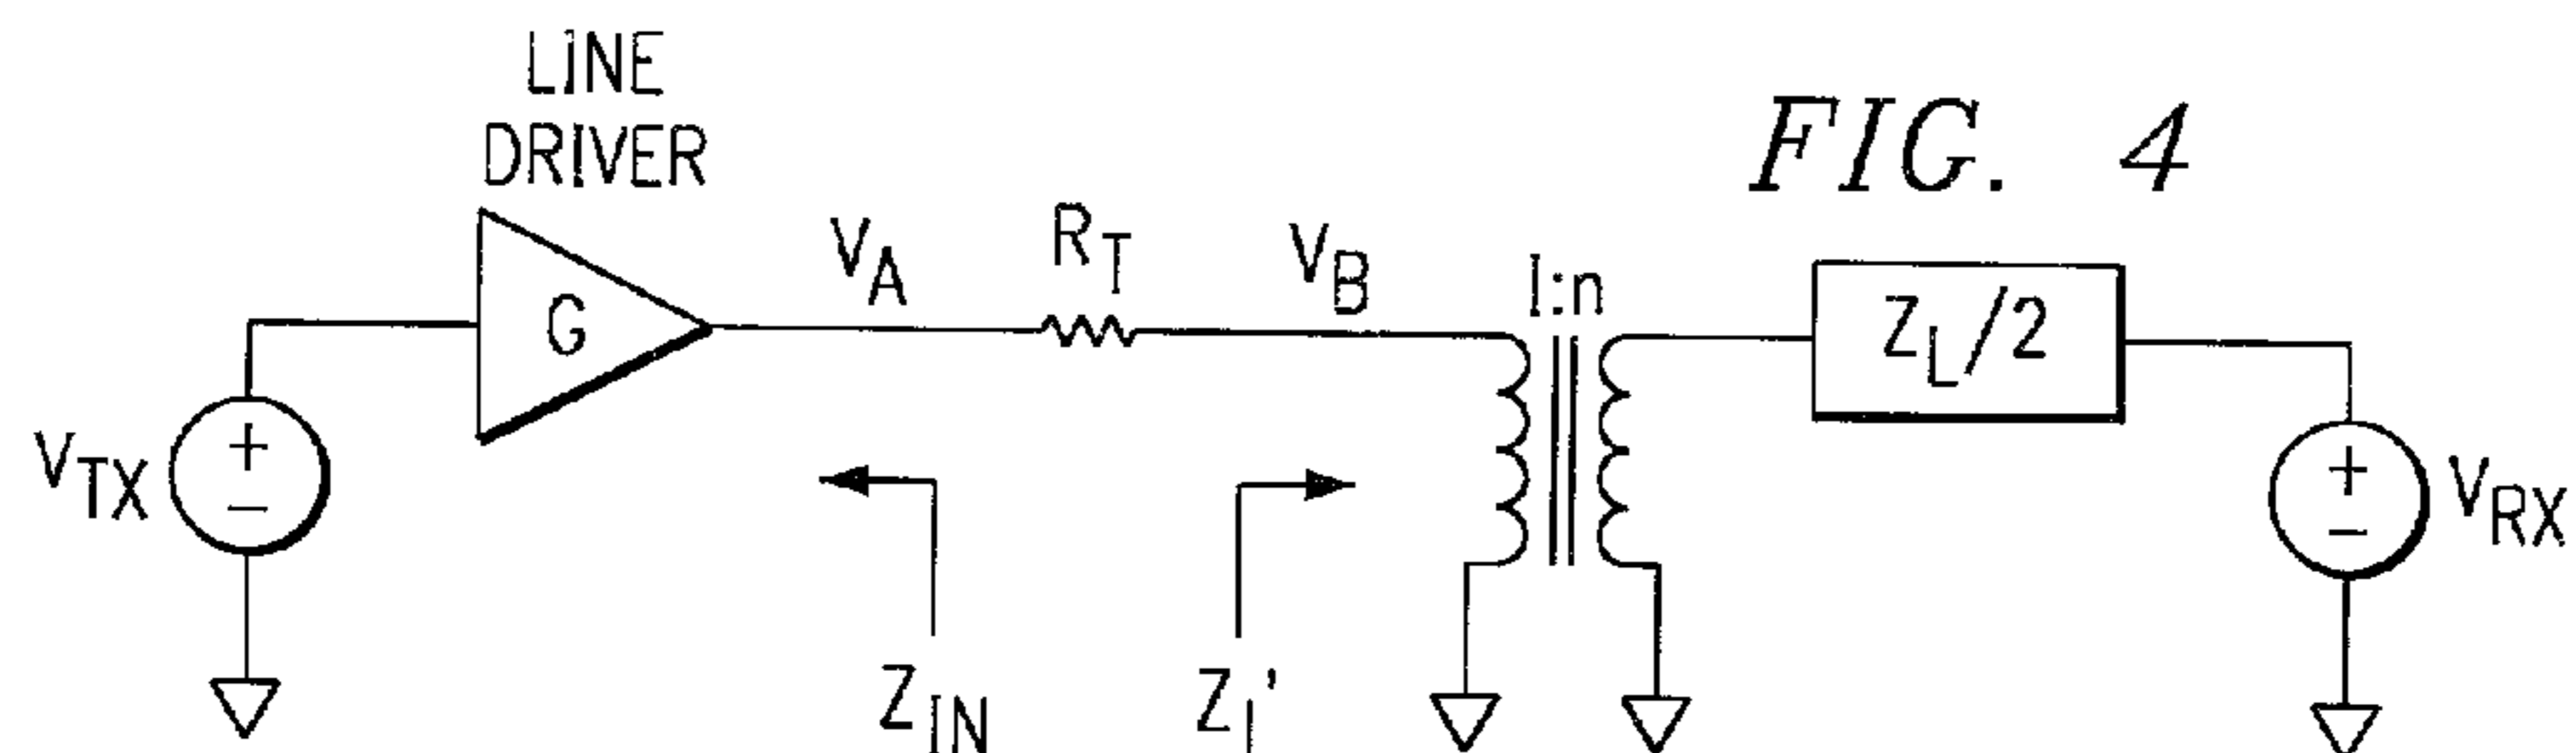 LINE
DRIVER
FIG. 4
G
V_A
R_T
V_B
1:n
Z_L/2
V_TX
+
−
+
−
V_RX
Z_IN
Z_L'